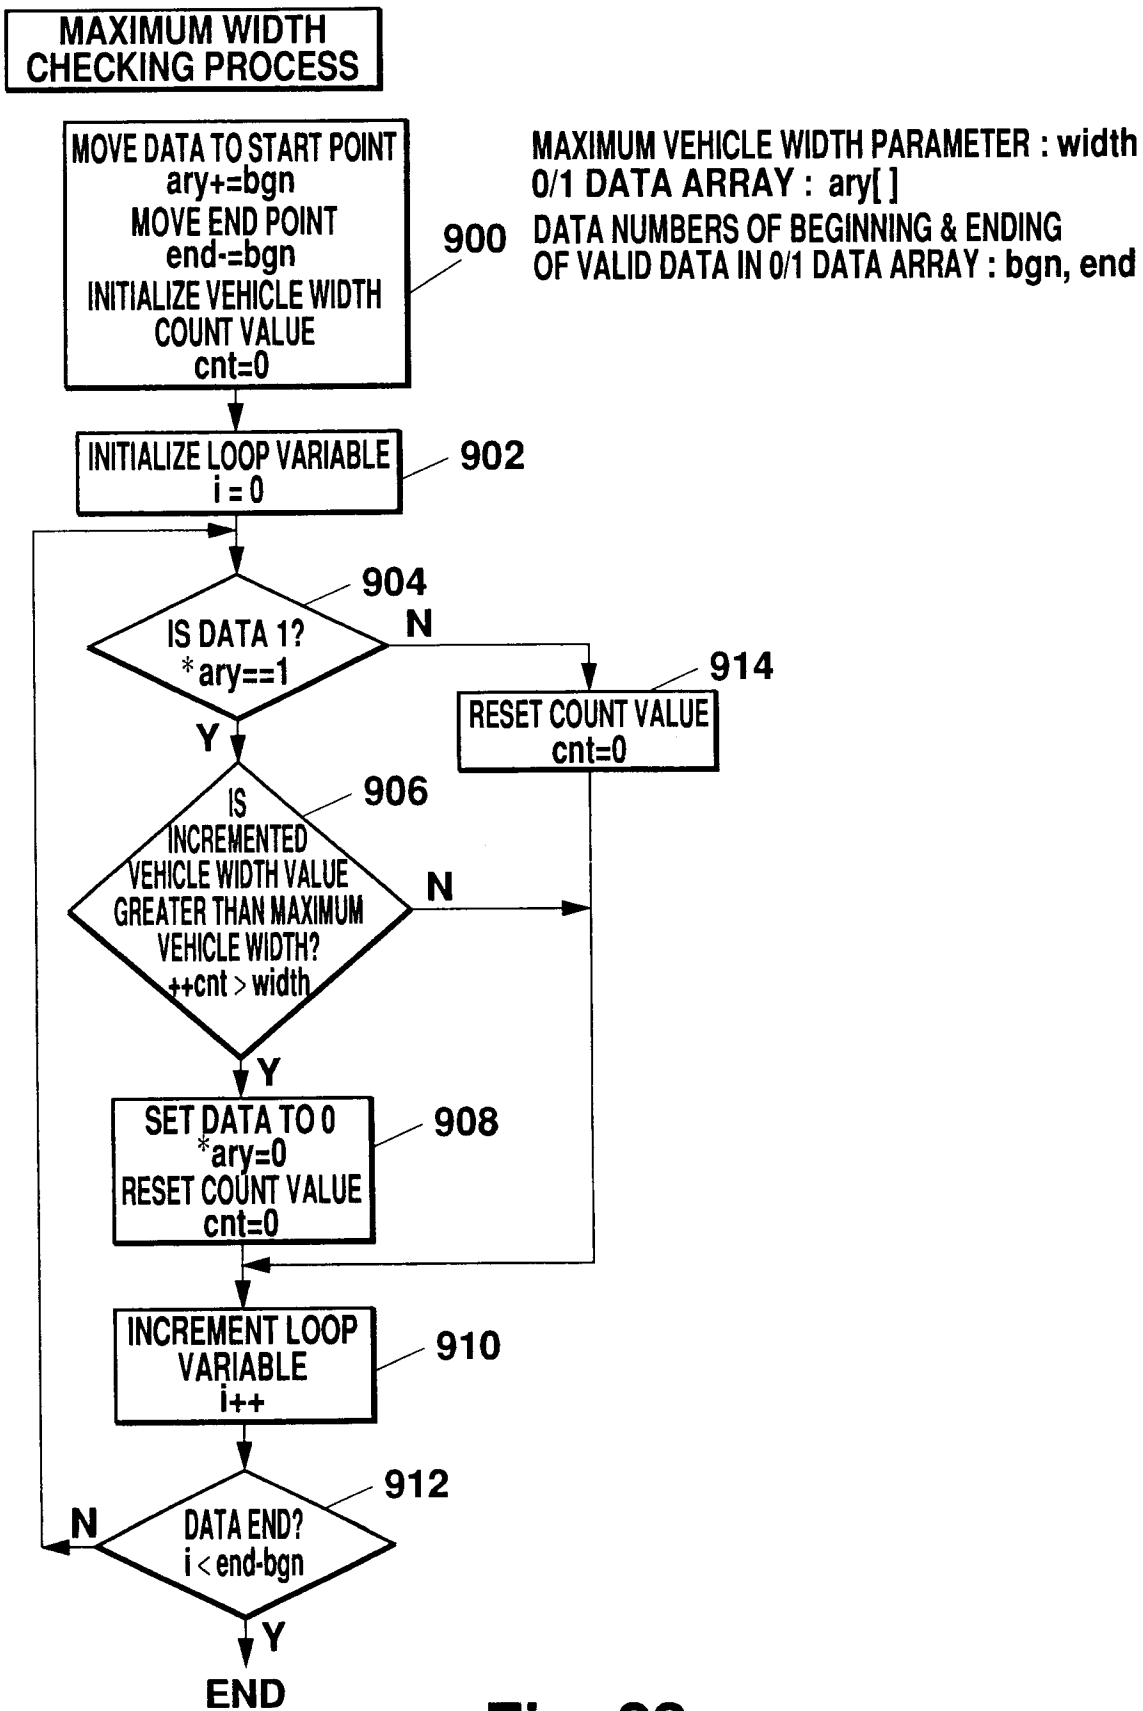 MAXIMUM WIDTH
CHECKING PROCESS
MOVE DATA TO START POINT
ary+=bgn
MOVE END POINT
end-=bgn
INITIALIZE VEHICLE WIDTH
COUNT VALUE
cnt=0
900
MAXIMUM VEHICLE WIDTH PARAMETER : width
0/1 DATA ARRAY : ary[ ]
DATA NUMBERS OF BEGINNING & ENDING
OF VALID DATA IN 0/1 DATA ARRAY : bgn, end
INITIALIZE LOOP VARIABLE
i = 0
902
904
IS DATA 1?
*ary==1
N
Y
914
RESET COUNT VALUE
cnt=0
906
IS
INCREMENTED
VEHICLE WIDTH VALUE
GREATER THAN MAXIMUM
VEHICLE WIDTH?
++cnt > width
N
Y
SET DATA TO 0
*ary=0
RESET COUNT VALUE
cnt=0
908
INCREMENT LOOP
VARIABLE
i++
910
912
DATA END?
i < end-bgn
N
Y
END